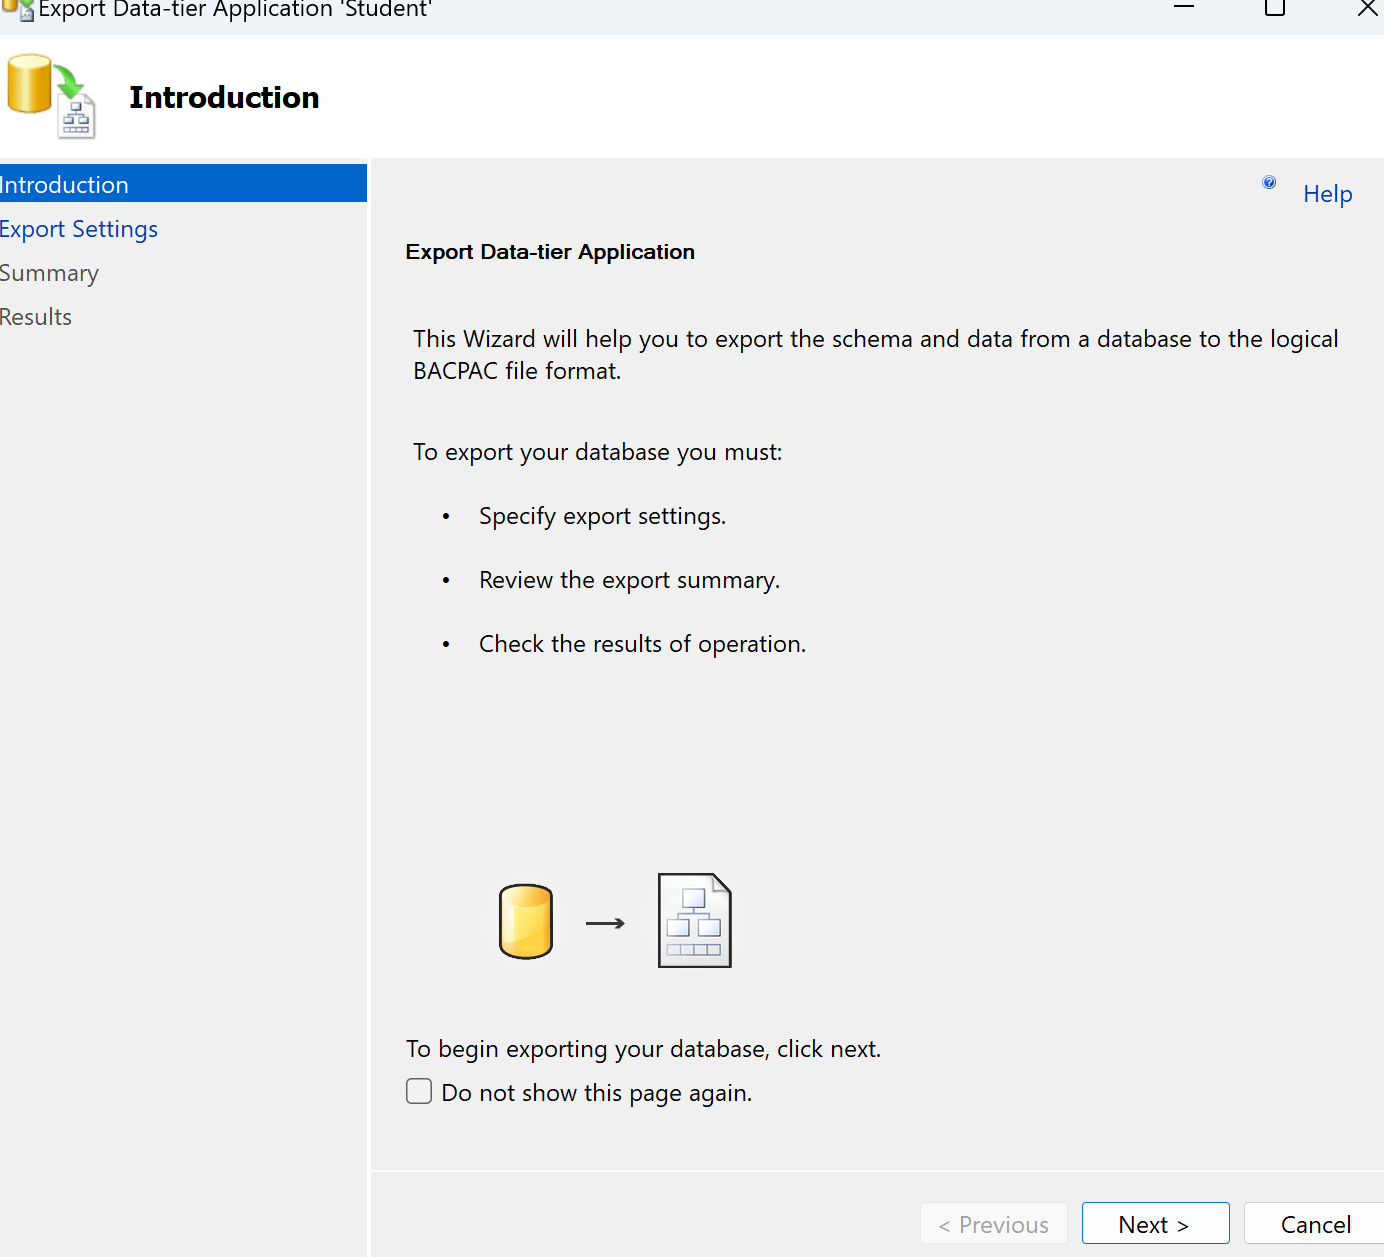 Export Data-tier Application 'Student'
Introduction
Introduction
Export Settings
Summary
Results
Help
Export Data-tier Application
This Wizard will help you to export the schema and data from a database to the logical
BACPAC file format.
To export your database you must:
• Specify export settings.
• Review the export summary.
• Check the results of operation.
To begin exporting your database, click next.
Do not show this page again.
< Previous
Next >
Cancel